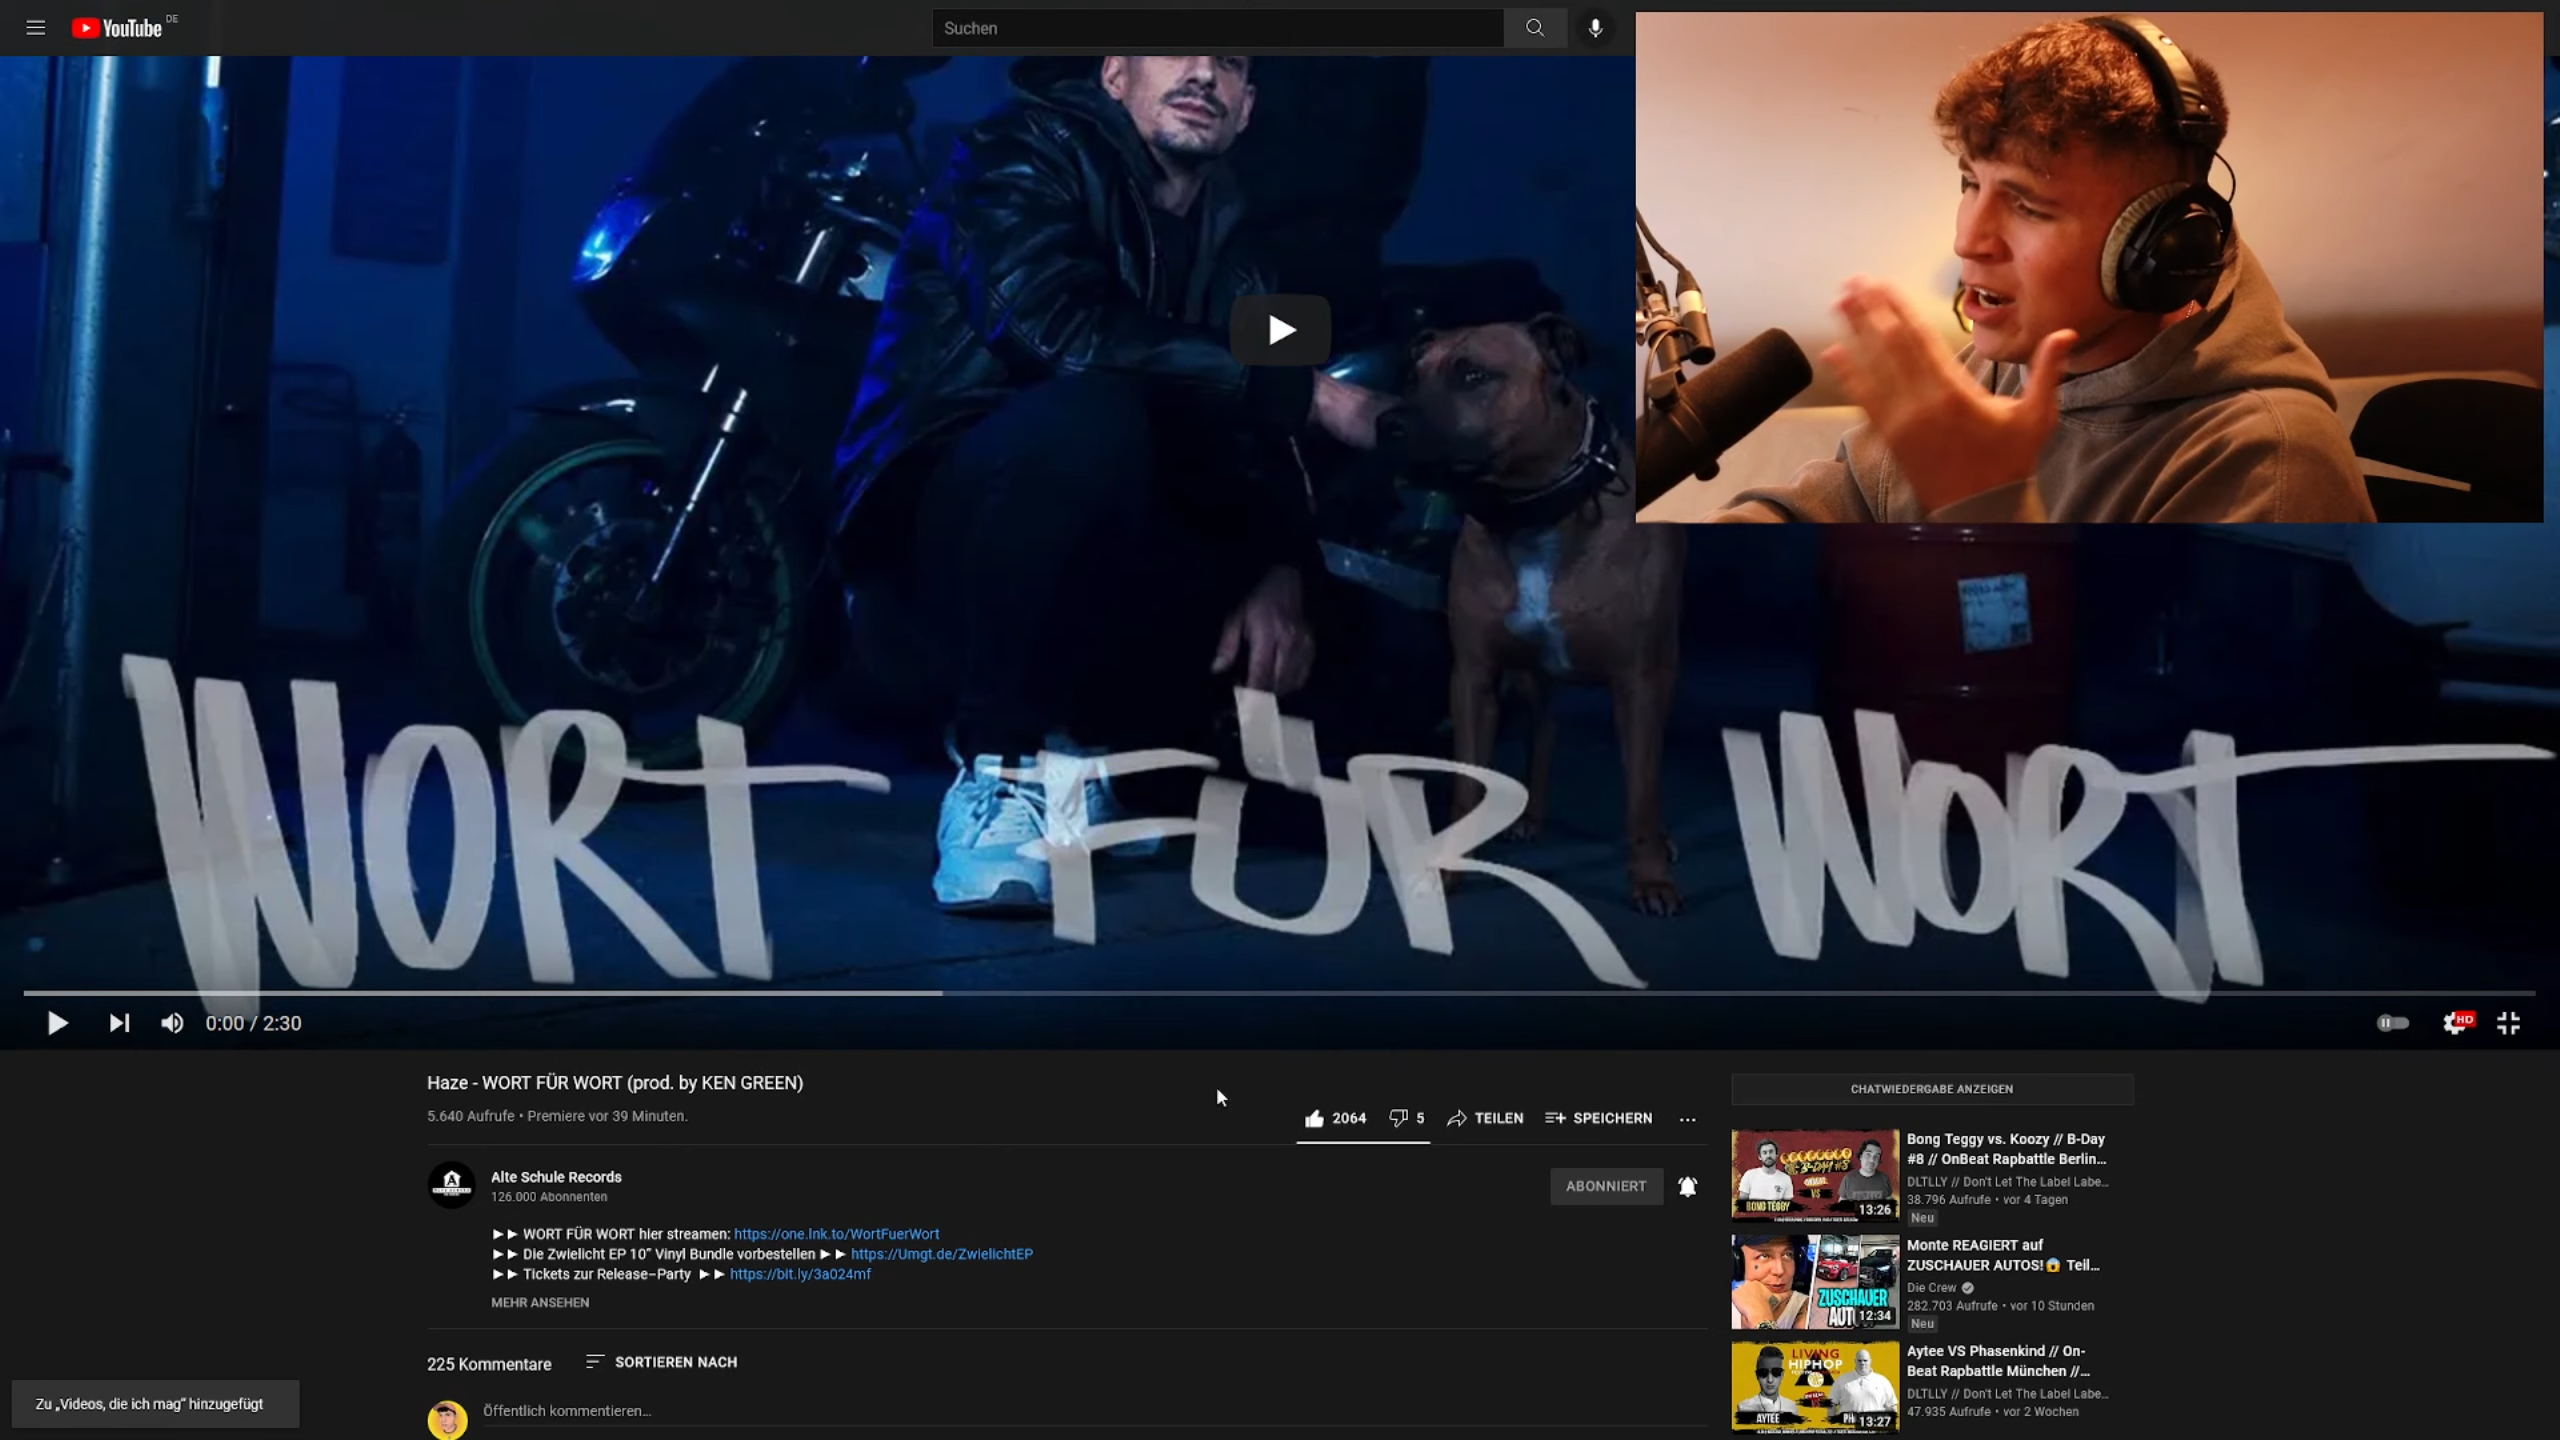 YouTube DE
Suchen
WORT FÜR WORT
0:00 / 2:30
HD
Haze - WORT FÜR WORT (prod. by KEN GREEN)
5.640 Aufrufe • Premiere vor 39 Minuten.
2064
5
TEILEN
SPEICHERN
...
Alte Schule Records
126.000 Abonnenten
ABONNIERT
►► WORT FÜR WORT hier streamen: https://one.lnk.to/WortFuerWort
►► Die Zwielicht EP 10" Vinyl Bundle vorbestellen ►► https://Umgt.de/ZwielichtEP
►► Tickets zur Release-Party ►► https://bit.ly/3a024mf
MEHR ANSEHEN
225 Kommentare
SORTIEREN NACH
Öffentlich kommentieren...
Zu „Videos, die ich mag" hinzugefügt
CHATWIEDERGABE ANZEIGEN
BONG TEGGY
VS
13:26
Bong Teggy vs. Koozy // B-Day
#8 // OnBeat Rapbattle Berlin...
DLTLLY // Don't Let The Label Labe...
38.796 Aufrufe • vor 4 Tagen
Neu
ZUSCHAUER
12:34
Monte REAGIERT auf
ZUSCHAUER AUTOS!😱 Teil...
Die Crew
282.703 Aufrufe • vor 10 Stunden
Neu
LIVING
HIPHOP
AYTEE
13:27
Aytee VS Phasenkind // On-
Beat Rapbattle München //...
DLTLLY // Don't Let The Label Labe...
47.935 Aufrufe • vor 2 Wochen